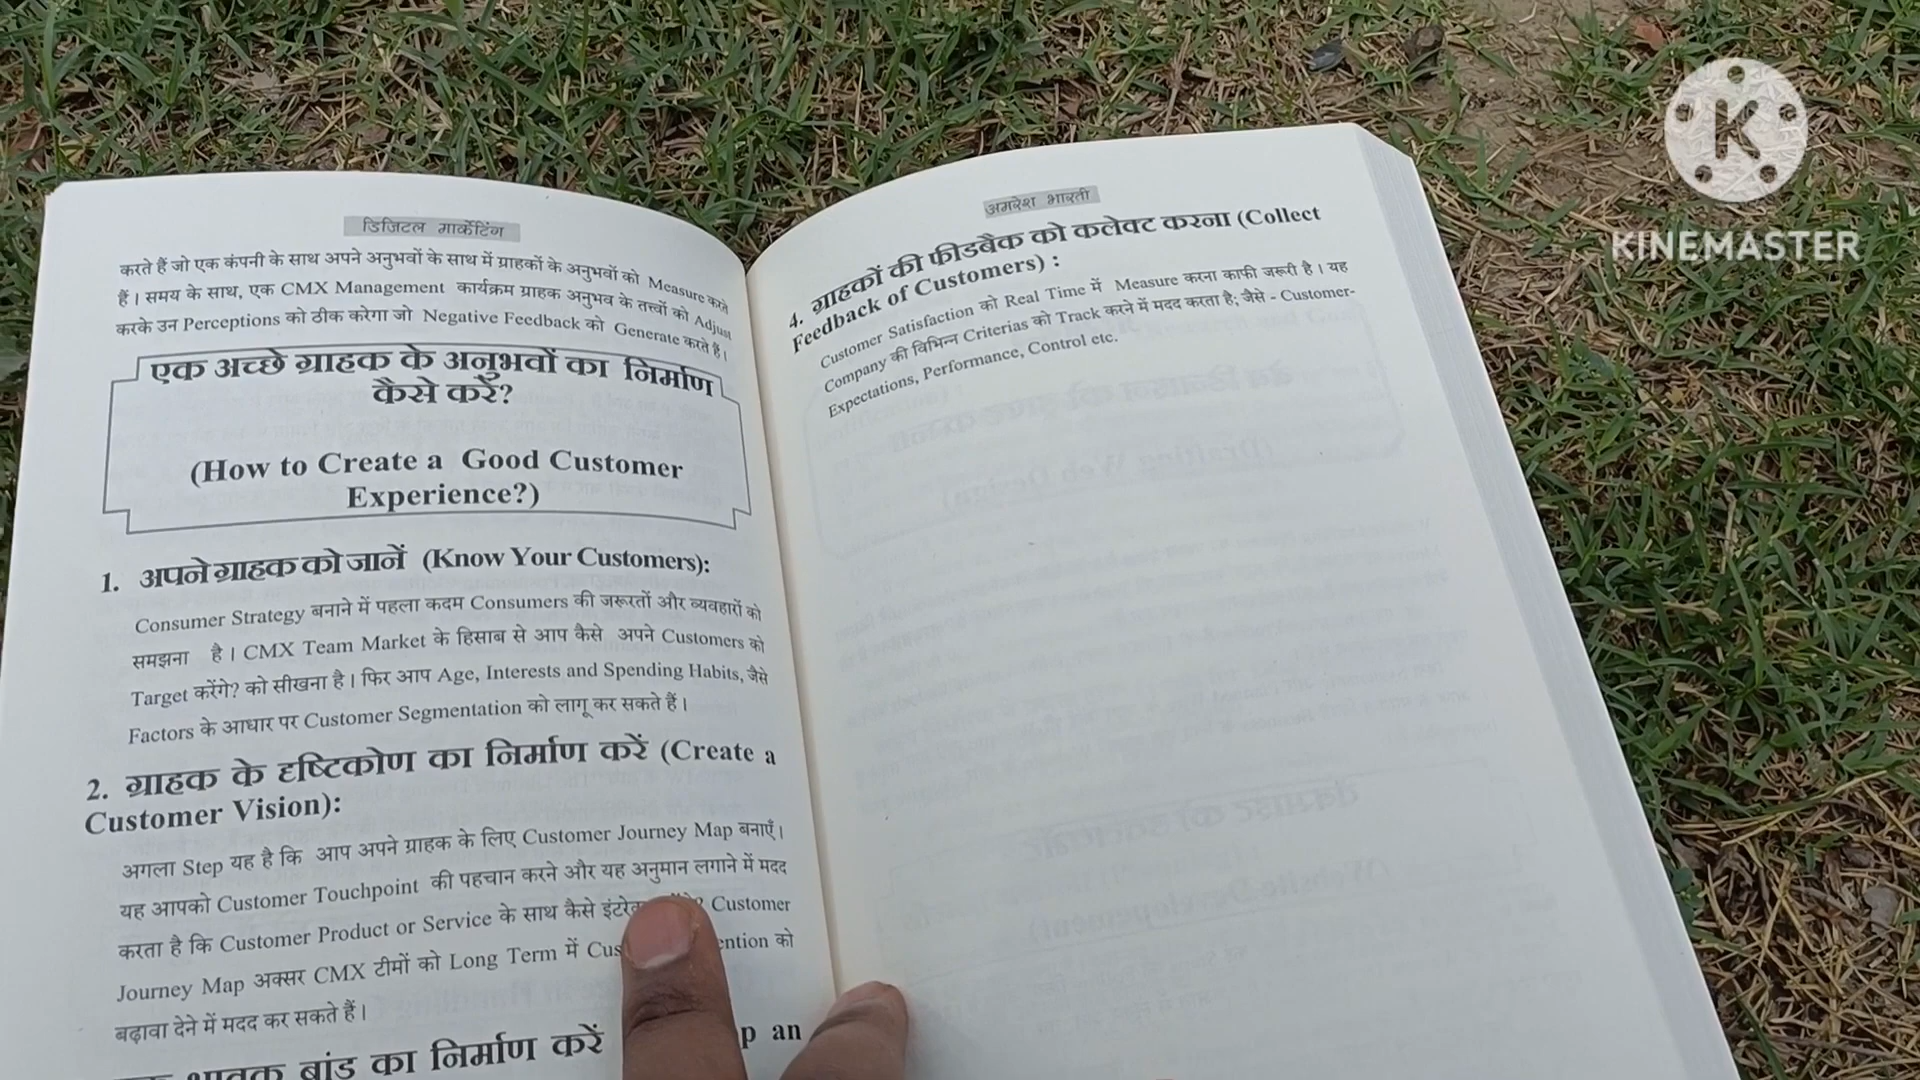 डिजिटल मार्केटिंग
करते हैं जो एक कंपनी के साथ अपने अनुभवों के साथ में ग्राहकों के अनुभवों को Measure करते
हैं। समय के साथ, एक CMX Management कार्यक्रम ग्राहक अनुभव के तत्त्वों को Adjust
करके उन Perceptions को ठीक करेगा जो Negative Feedback को Generate करते हैं।
एक अच्छे ग्राहक के अनुभवों का निर्माण
कैसे करें?
(How to Create a Good Customer
Experience?)
1. अपने ग्राहक को जानें (Know Your Customers):
Consumer Strategy बनाने में पहला कदम Consumers की जरूरतों और व्यवहारों को
समझना है। CMX Team Market के हिसाब से आप कैसे अपने Customers को
Target करेंगे? को सीखना है। फिर आप Age, Interests and Spending Habits, जैसे
Factors के आधार पर Customer Segmentation को लागू कर सकते हैं।
2. ग्राहक के दृष्टिकोण का निर्माण करें (Create a
Customer Vision):
अगला Step यह है कि आप अपने ग्राहक के लिए Customer Journey Map बनाएँ।
यह आपको Customer Touchpoint की पहचान करने और यह अनुमान लगाने में मदद
करता है कि Customer Product or Service के साथ कैसे Customer
Journey Map अक्सर CMX टीमों को Long Term में को
बढ़ावा देने में मदद कर सकते हैं।
ब्रांड का निर्माण करें an
अमरेश भारती
4. ग्राहकों की फीडबैक को कलेक्ट करना (Collect
Feedback of Customers) :
Customer Satisfaction को Real Time में Measure करना काफी जरूरी है। यह
Company की विभिन्न Criterias को Track करने में मदद करता है; जैसे - Customer-
Expectations, Performance, Control etc.
KINEMASTER